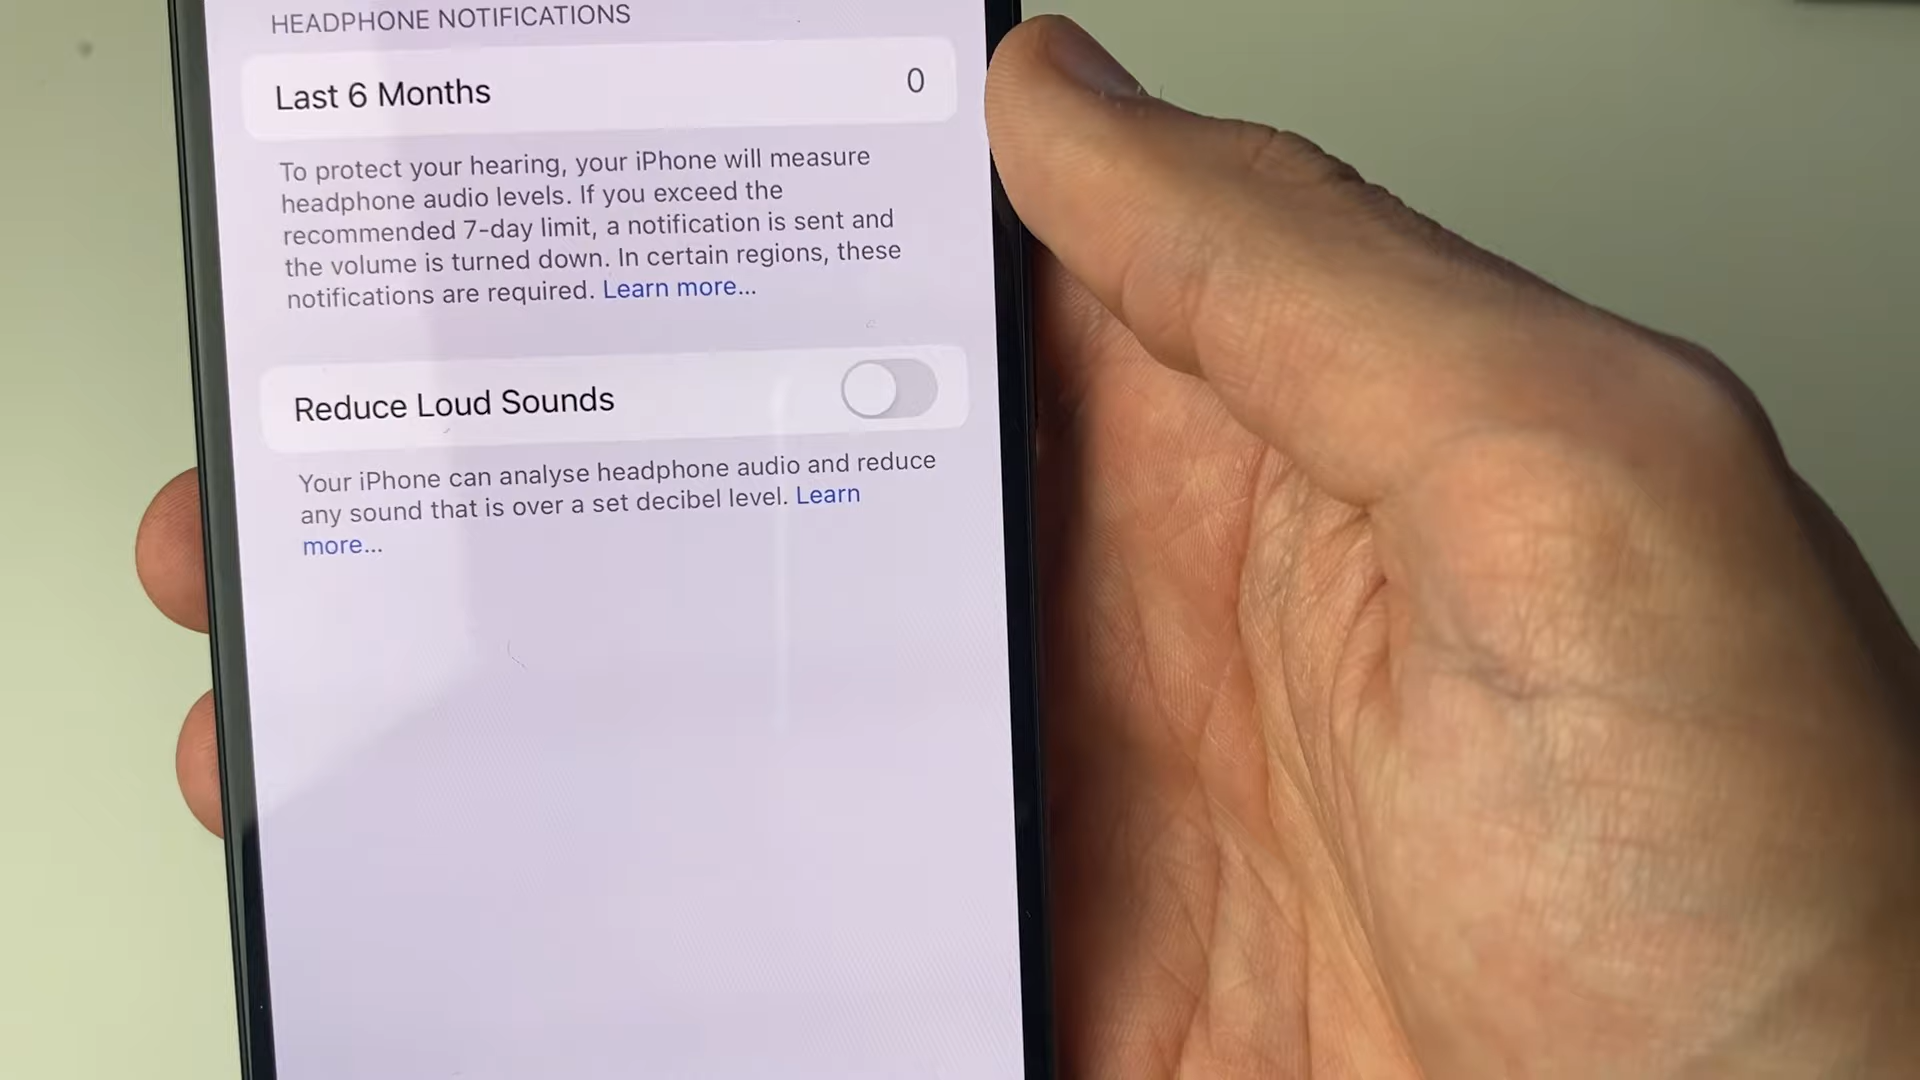 HEADPHONE NOTIFICATIONS
Last 6 Months 0
To protect your hearing, your iPhone will measure
headphone audio levels. If you exceed the
recommended 7-day limit, a notification is sent and
the volume is turned down. In certain regions, these
notifications are required. Learn more...
Reduce Loud Sounds
Your iPhone can analyse headphone audio and reduce
any sound that is over a set decibel level. Learn
more...